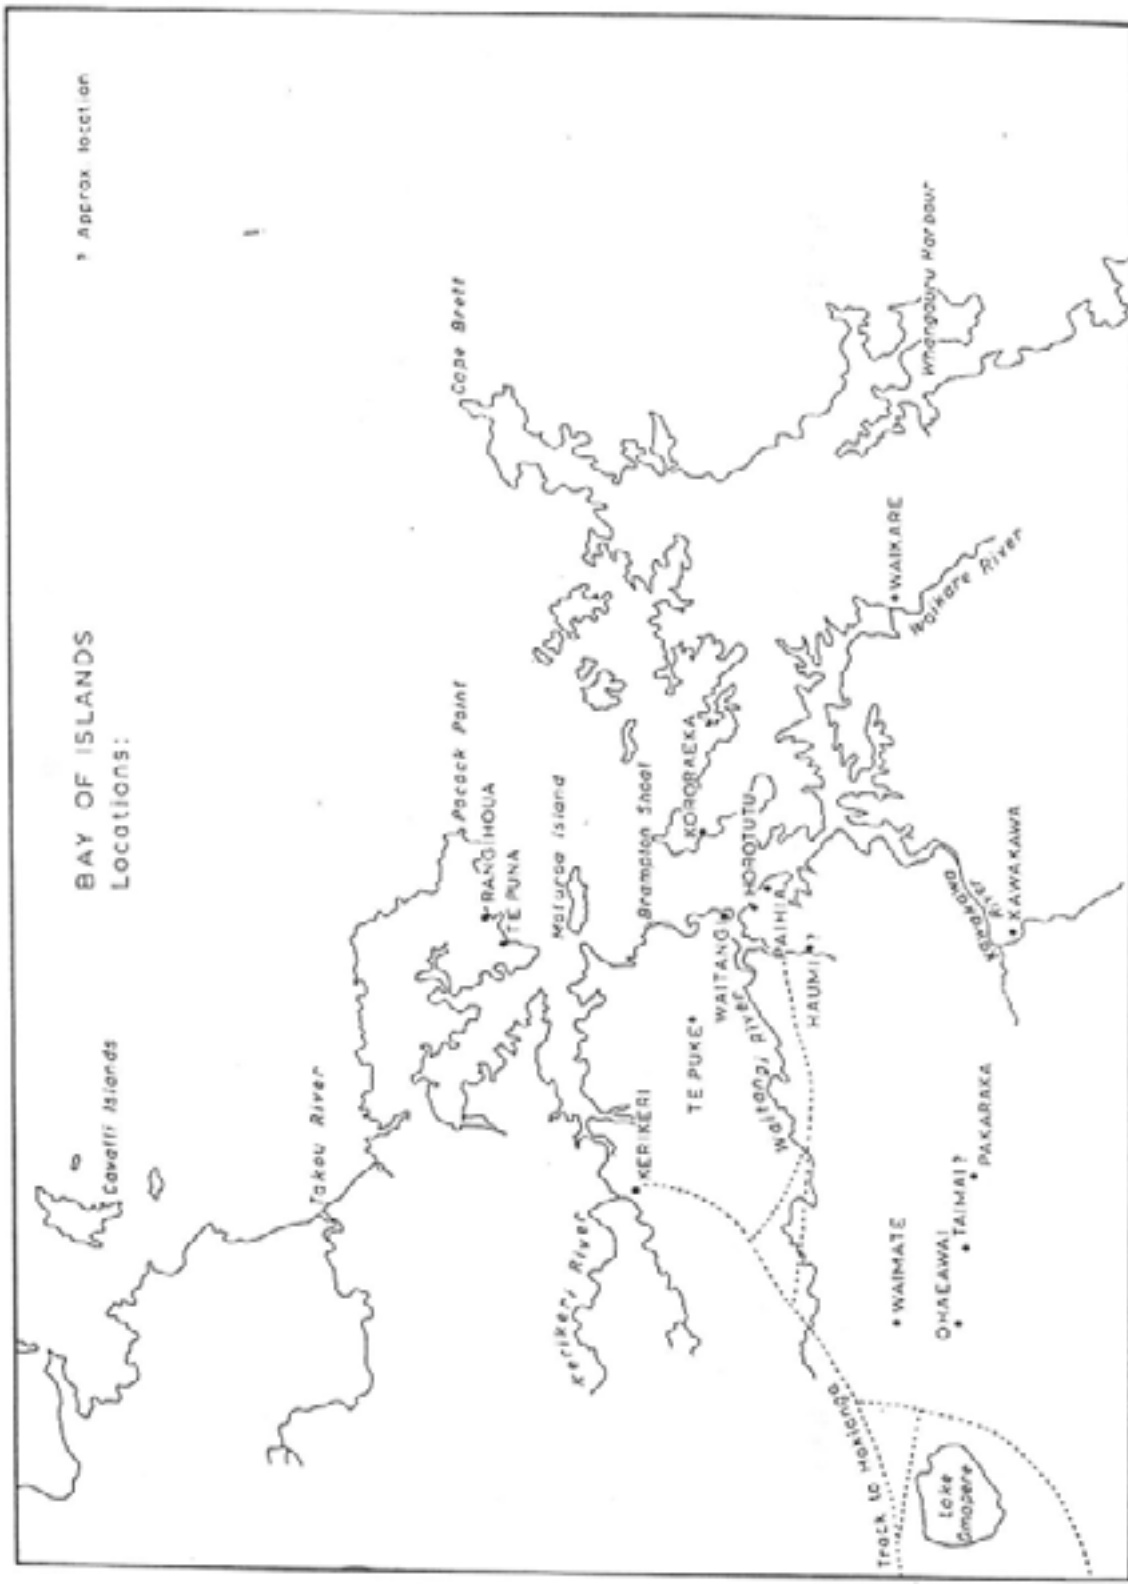 BAY OF ISLANDS
Locations:
? Approx. location
Cavalli Islands
Takou River
Pocock Point
Cape Brett
RANGIHOUA
TE PUNA
Moturoa Island
Brampton Shoal
Kerikeri River
KERIKERI
TE PUKE
KORORAEKA
WAITANGI
HOROTUTU
Waitangi River
PAIHIA
HAUMI ?
WAIKARE
Waikare River
Whangaruru Harbour
Kawakawa River
KAWAKAWA
WAIMATE
OHAEAWAI
TAIMAI ?
PAKARAKA
Track to Hokianga
Lake
Omapere